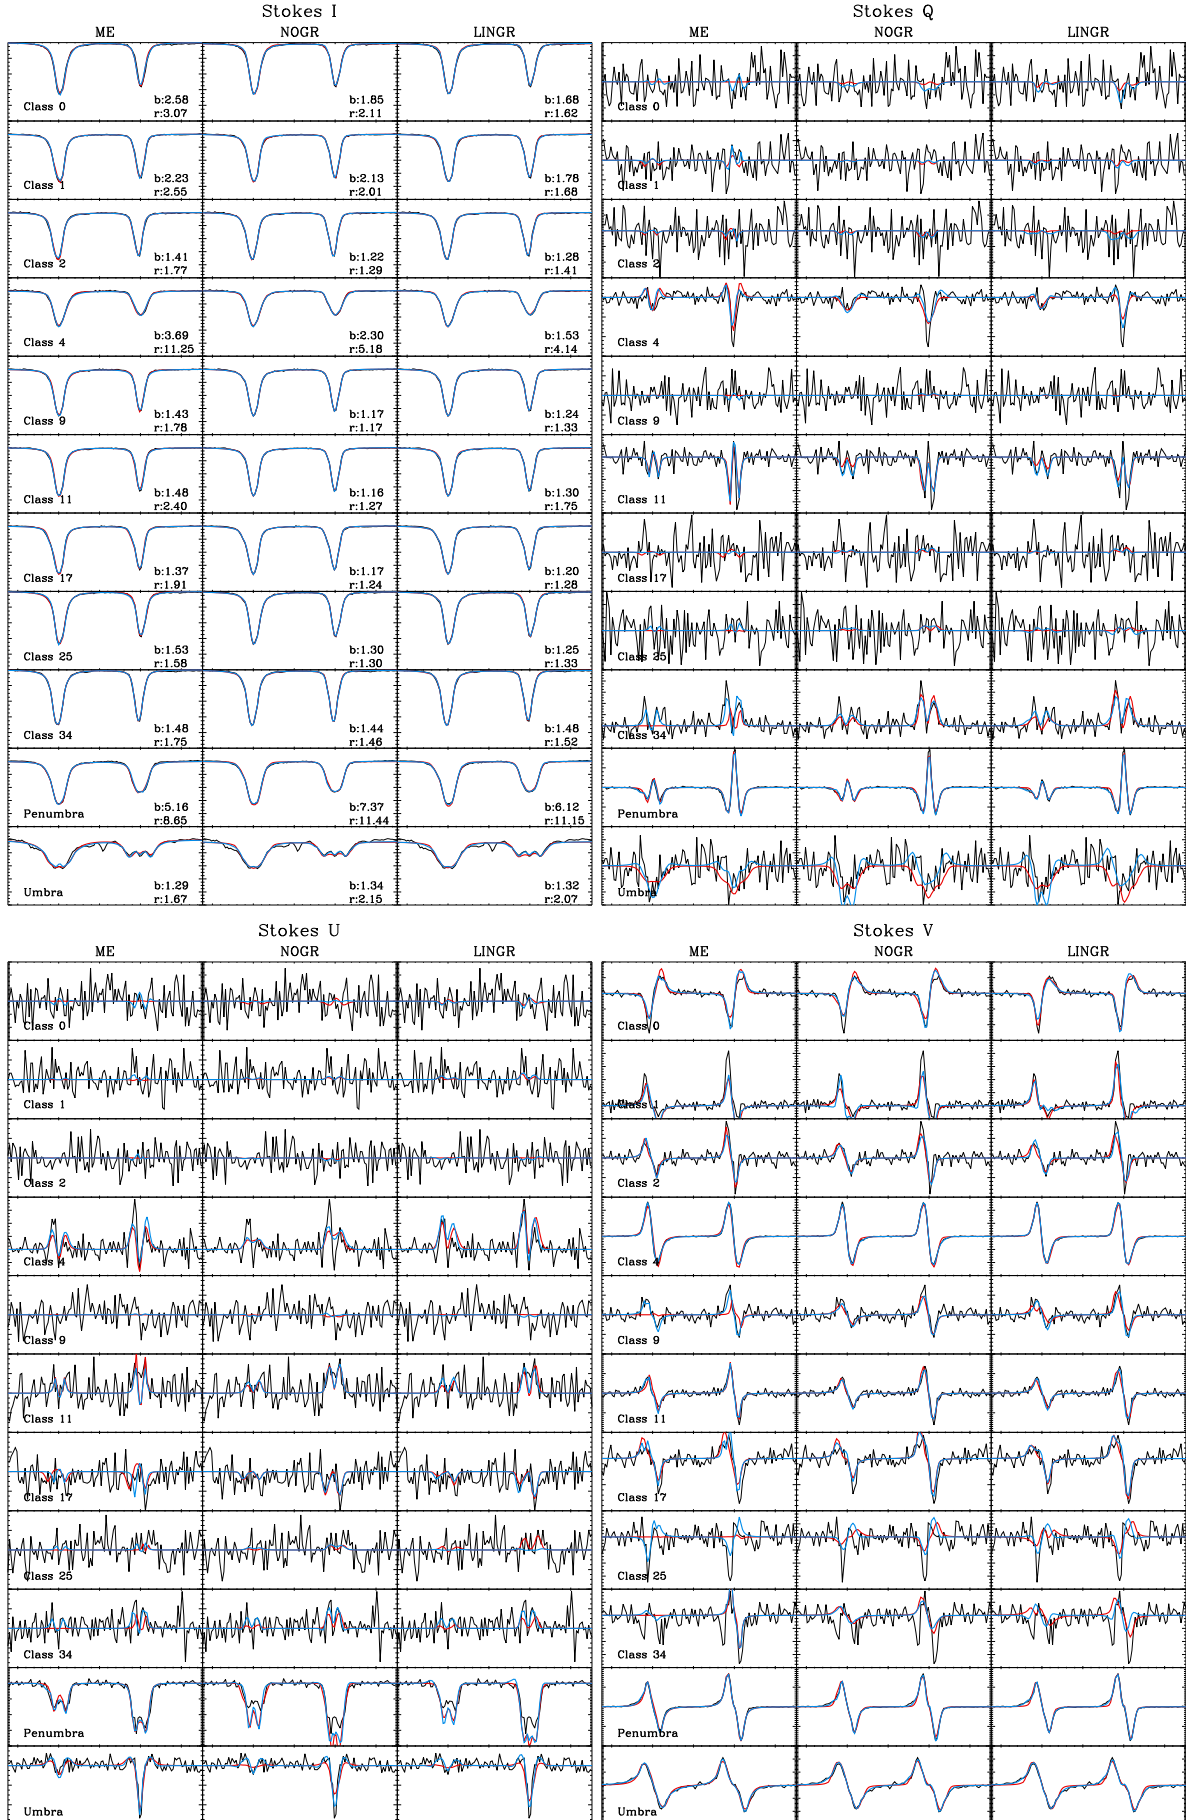 Stokes I
Stokes Q
ME NOGR LINGR
ME NOGR LINGR
Class 0
b:2.58 b:1.85 b:1.68
r:3.07 r:2.11 r:1.62
Class 1
b:2.23 b:2.13 b:1.78
r:2.55 r:2.01 r:1.68
Class 2
b:1.41 b:1.22 b:1.28
r:1.77 r:1.29 r:1.41
Class 4
b:3.69 b:2.30 b:1.53
r:11.25 r:5.18 r:4.14
Class 9
b:1.43 b:1.17 b:1.24
r:1.78 r:1.17 r:1.33
Class 11
b:1.48 b:1.16 b:1.30
r:2.40 r:1.27 r:1.75
Class 17
b:1.37 b:1.17 b:1.20
r:1.91 r:1.24 r:1.28
Class 25
b:1.53 b:1.30 b:1.25
r:1.58 r:1.30 r:1.33
Class 34
b:1.48 b:1.44 b:1.48
r:1.75 r:1.46 r:1.52
Penumbra
b:5.16 b:7.37 b:6.12
r:8.65 r:11.44 r:11.15
Umbra
b:1.29 b:1.34 b:1.32
r:1.67 r:2.15 r:2.07
Class 0
Class 1
Class 2
Class 4
Class 9
Class 11
Class 17
Class 25
Class 34
Penumbra
Umbra
Stokes U
Stokes V
ME NOGR LINGR
ME NOGR LINGR
Class 0
Class 1
Class 2
Class 4
Class 9
Class 11
Class 17
Class 25
Class 34
Penumbra
Umbra
Class 0
Class 1
Class 2
Class 4
Class 9
Class 11
Class 17
Class 25
Class 34
Penumbra
Umbra